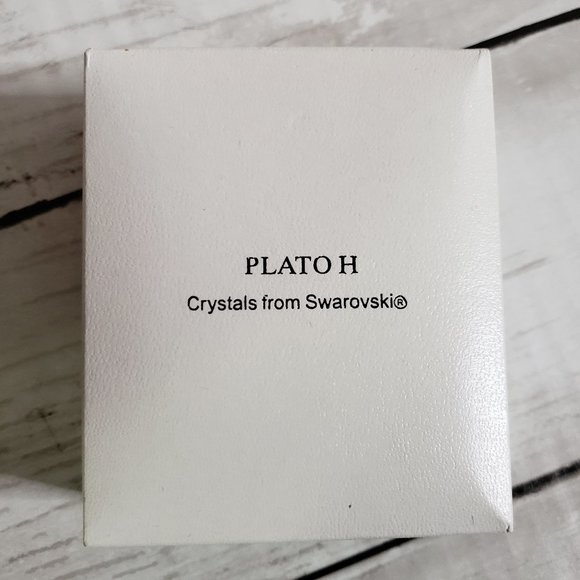 PLATO H
Crystals from Swarovski®